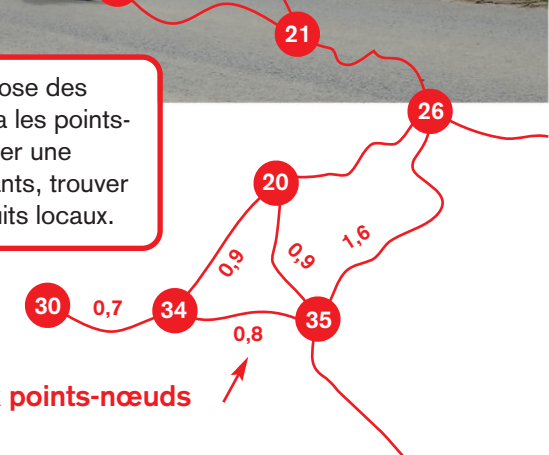 21
ose des
a les points-
er une
ants, trouver
uits locaux.
26
20
0,9
0,9
1,6
30
0,7
34
35
0,8
points-nœuds